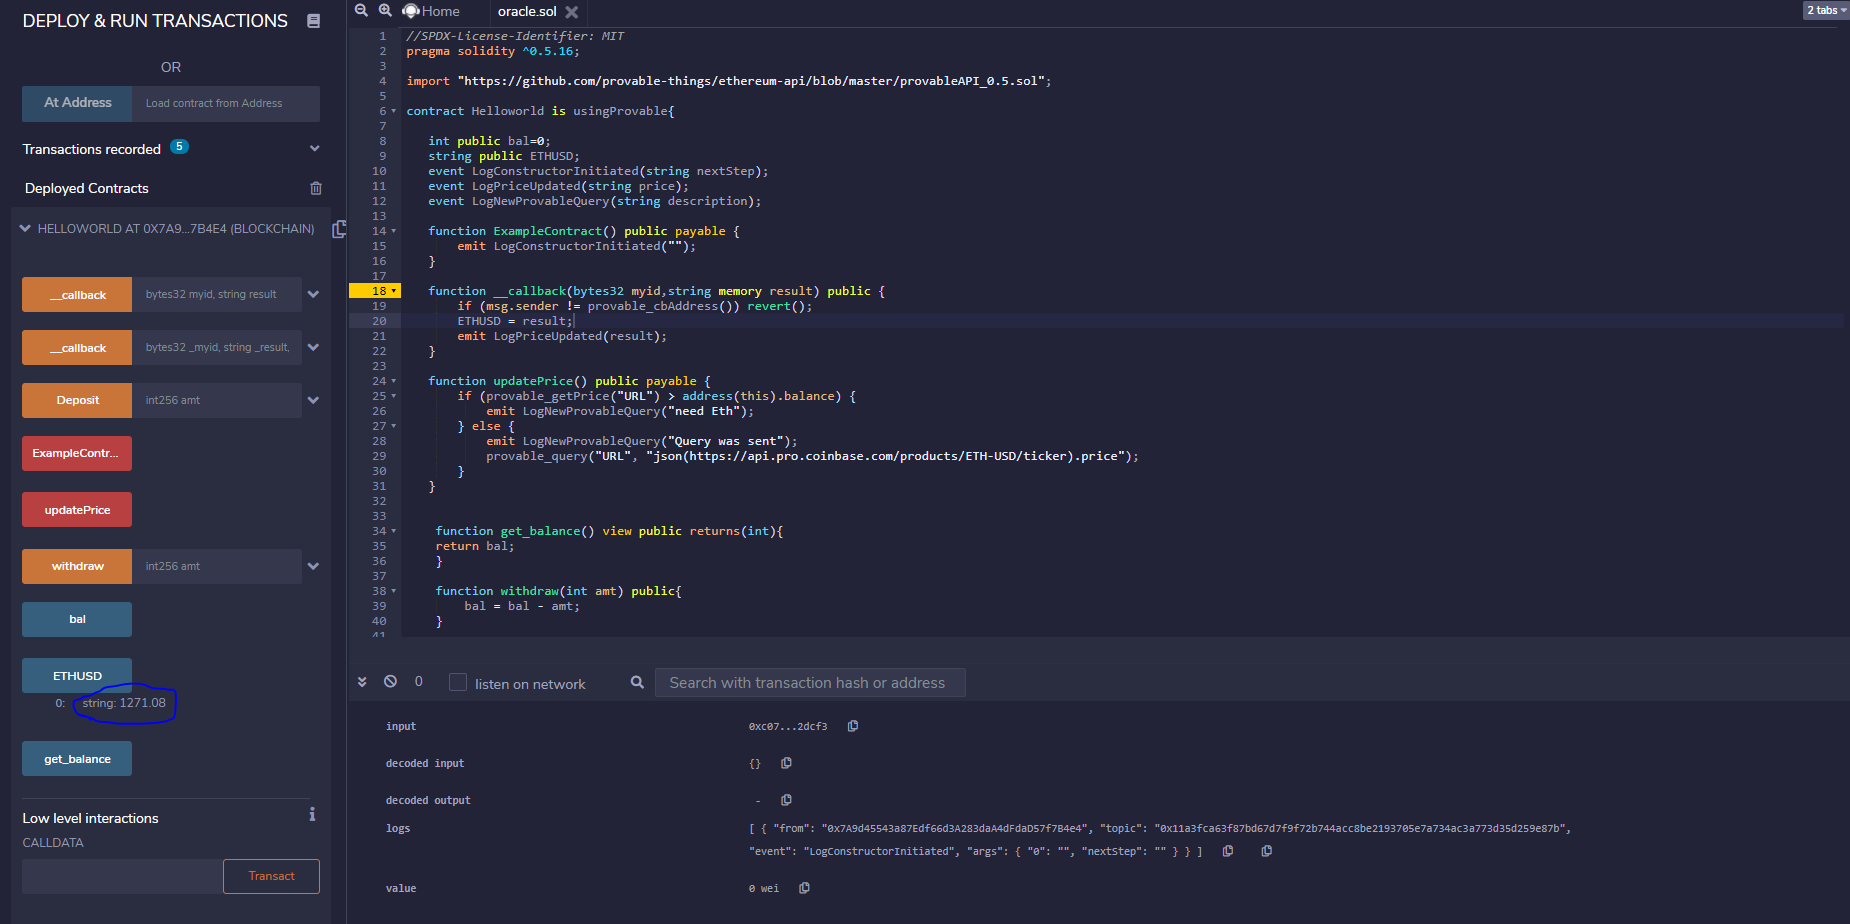 DEPLOY & RUN TRANSACTIONS
OR
At Address
Load contract from Address
Transactions recorded 5
Deployed Contracts
HELLOWORLD AT 0X7A9...7B4E4 (BLOCKCHAIN)
__callback bytes32 myid, string result
__callback bytes32 _myid, string _result,
Deposit int256 amt
ExampleContr...
updatePrice
withdraw int256 amt
bal
ETHUSD
0: string: 1271.08
get_balance
Low level interactions
CALLDATA
Transact
Home
oracle.sol
2 tabs
1 //SPDX-License-Identifier: MIT
2 pragma solidity ^0.5.16;
3
4 import "https://github.com/provable-things/ethereum-api/blob/master/provableAPI_0.5.sol";
5
6 contract Helloworld is usingProvable{
7
8 int public bal=0;
9 string public ETHUSD;
10 event LogConstructorInitiated(string nextStep);
11 event LogPriceUpdated(string price);
12 event LogNewProvableQuery(string description);
13
14 function ExampleContract() public payable {
15 emit LogConstructorInitiated("");
16 }
17
18 function __callback(bytes32 myid,string memory result) public {
19 if (msg.sender != provable_cbAddress()) revert();
20 ETHUSD = result;
21 emit LogPriceUpdated(result);
22 }
23
24 function updatePrice() public payable {
25 if (provable_getPrice("URL") > address(this).balance) {
26 emit LogNewProvableQuery("need Eth");
27 } else {
28 emit LogNewProvableQuery("Query was sent");
29 provable_query("URL", "json(https://api.pro.coinbase.com/products/ETH-USD/ticker).price");
30 }
31 }
32
33
34 function get_balance() view public returns(int){
35 return bal;
36 }
37
38 function withdraw(int amt) public{
39 bal = bal - amt;
40 }
41
0
listen on network
Search with transaction hash or address
input 0xc07...2dcf3
decoded input {}
decoded output -
logs [ { "from": "0x7A9d45543a87Edf66d3A283daA4dFdaD57f7B4e4", "topic": "0x11a3fca63f87bd67d7f9f72b744acc8be2193705e7a734ac3a773d35d259e87b",
"event": "LogConstructorInitiated", "args": { "0": "", "nextStep": "" } } ]
value 0 wei